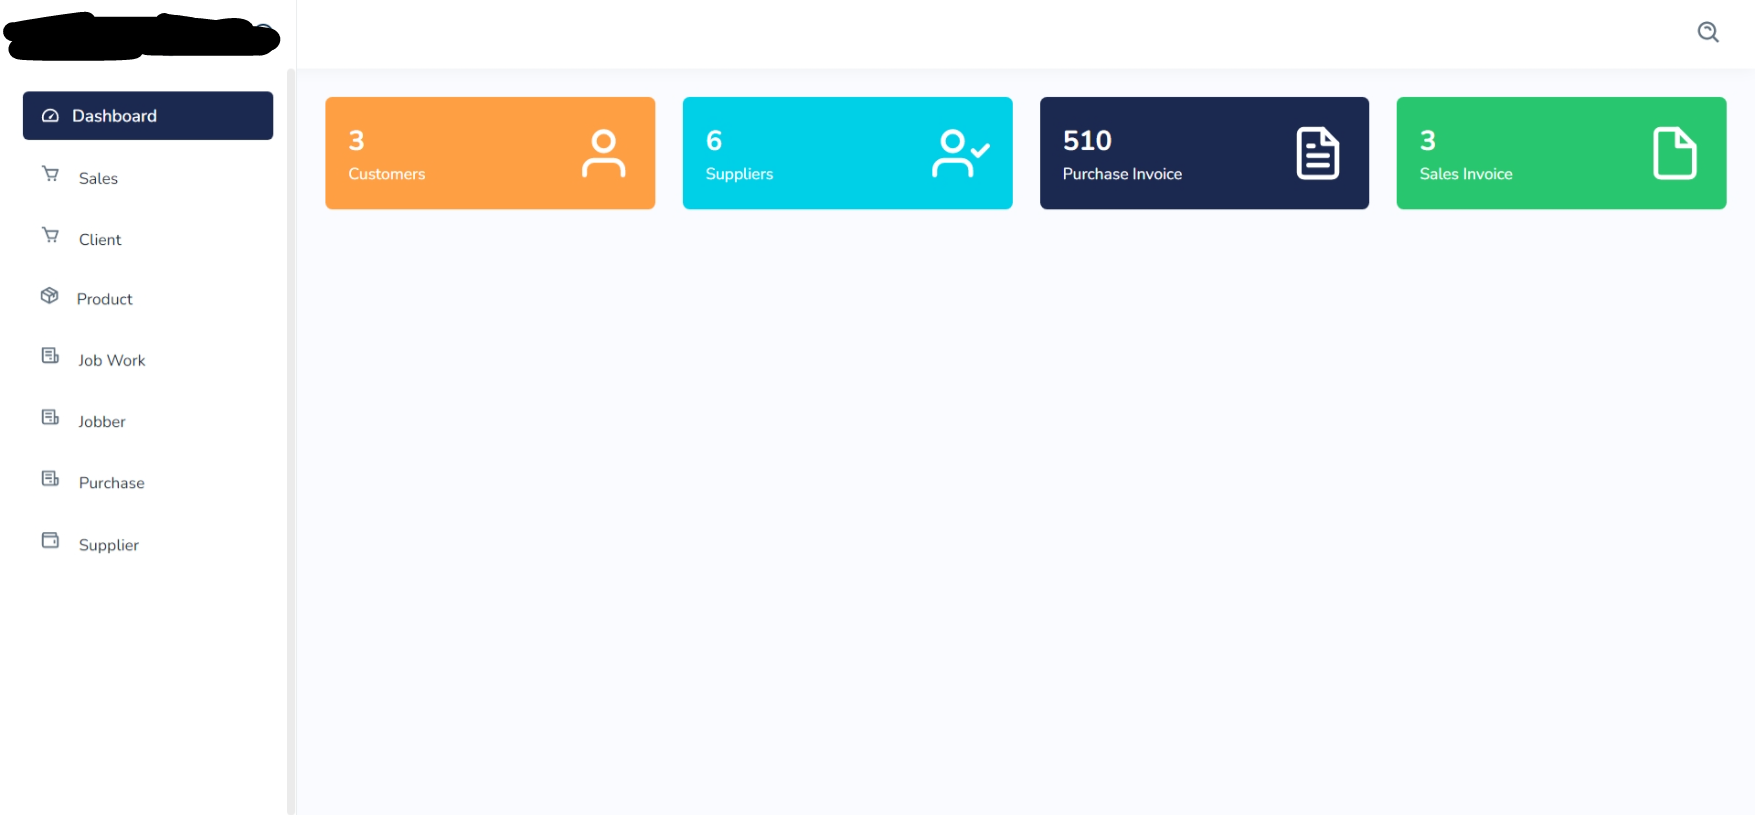 Dashboard
Sales
Client
Product
Job Work
Jobber
Purchase
Supplier
3
Customers
6
Suppliers
510
Purchase Invoice
3
Sales Invoice